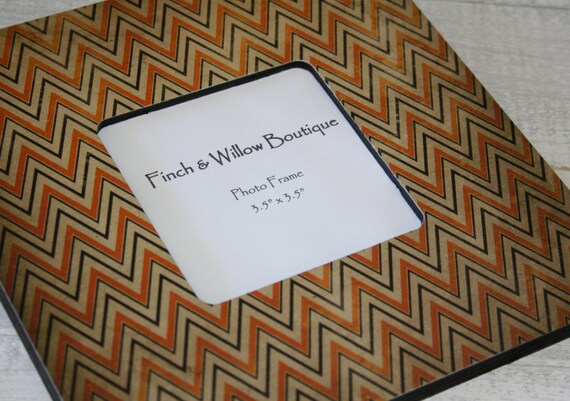 Finch & Willow Boutique
Photo Frame
3.5" x 3.5"